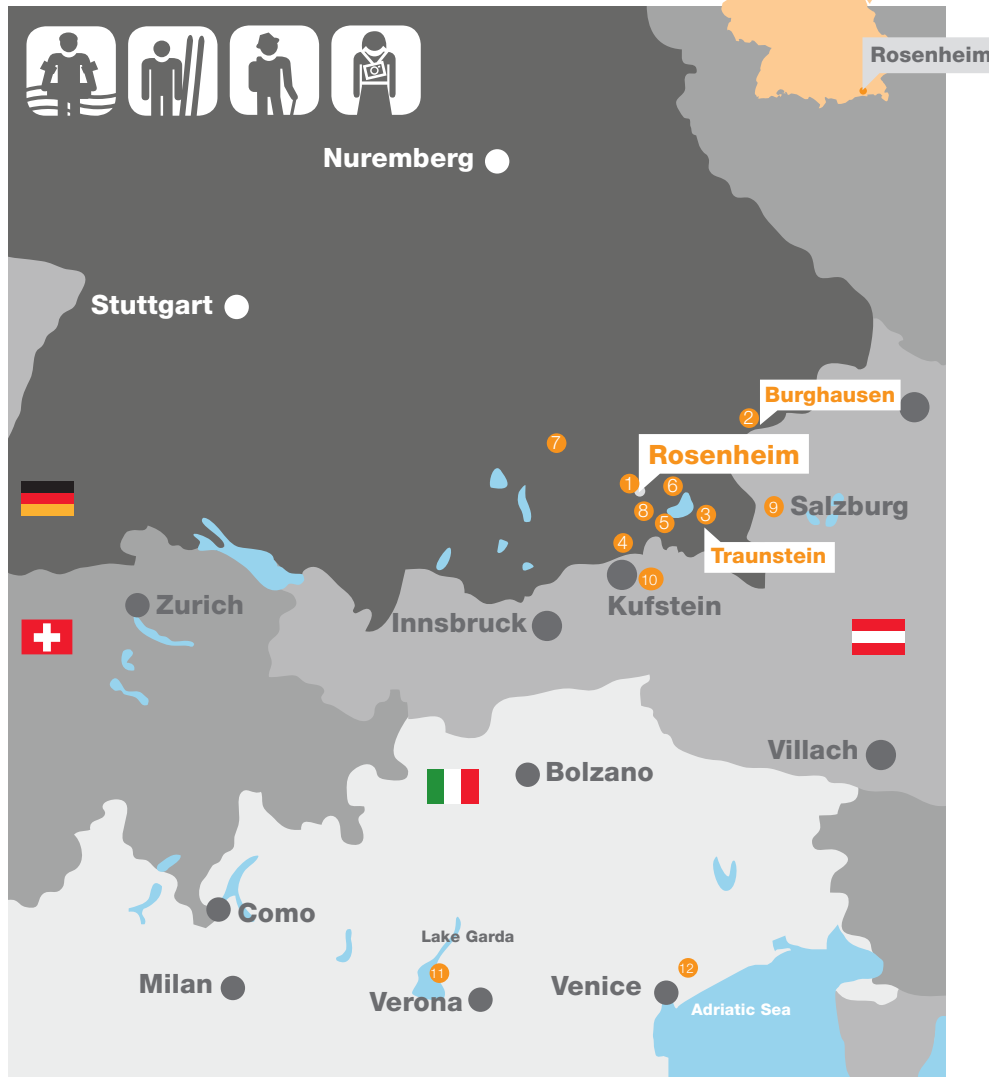 Rosenheim
Nuremberg
Stuttgart
Burghausen
2
7
Rosenheim
1
6
9
Salzburg
8
3
5
4
Traunstein
10
Zurich
Kufstein
Innsbruck
Villach
Bolzano
Como
Lake Garda
12
11
Milan
Venice
Verona
Adriatic Sea